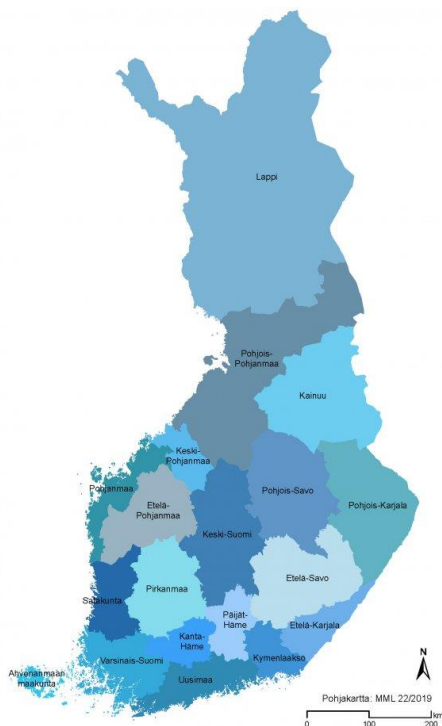 Lappi
Pohjois-
Pohjanmaa
Kainuu
Keski-
Pohjanmaa
Pohjanmaa
Etelä-
Pohjanmaa
Pohjois-Savo
Pohjois-Karjala
Keski-Suomi
Pirkanmaa
Etelä-Savo
Satakunta
Päijät-
Häme
Etelä-Karjala
Kanta-
Häme
Kymenlaakso
Varsinais-Suomi
Ahvenanmaan
maakunta
Uusimaa
N
Pohjakartta: MML 22/2019
0 100 200
km